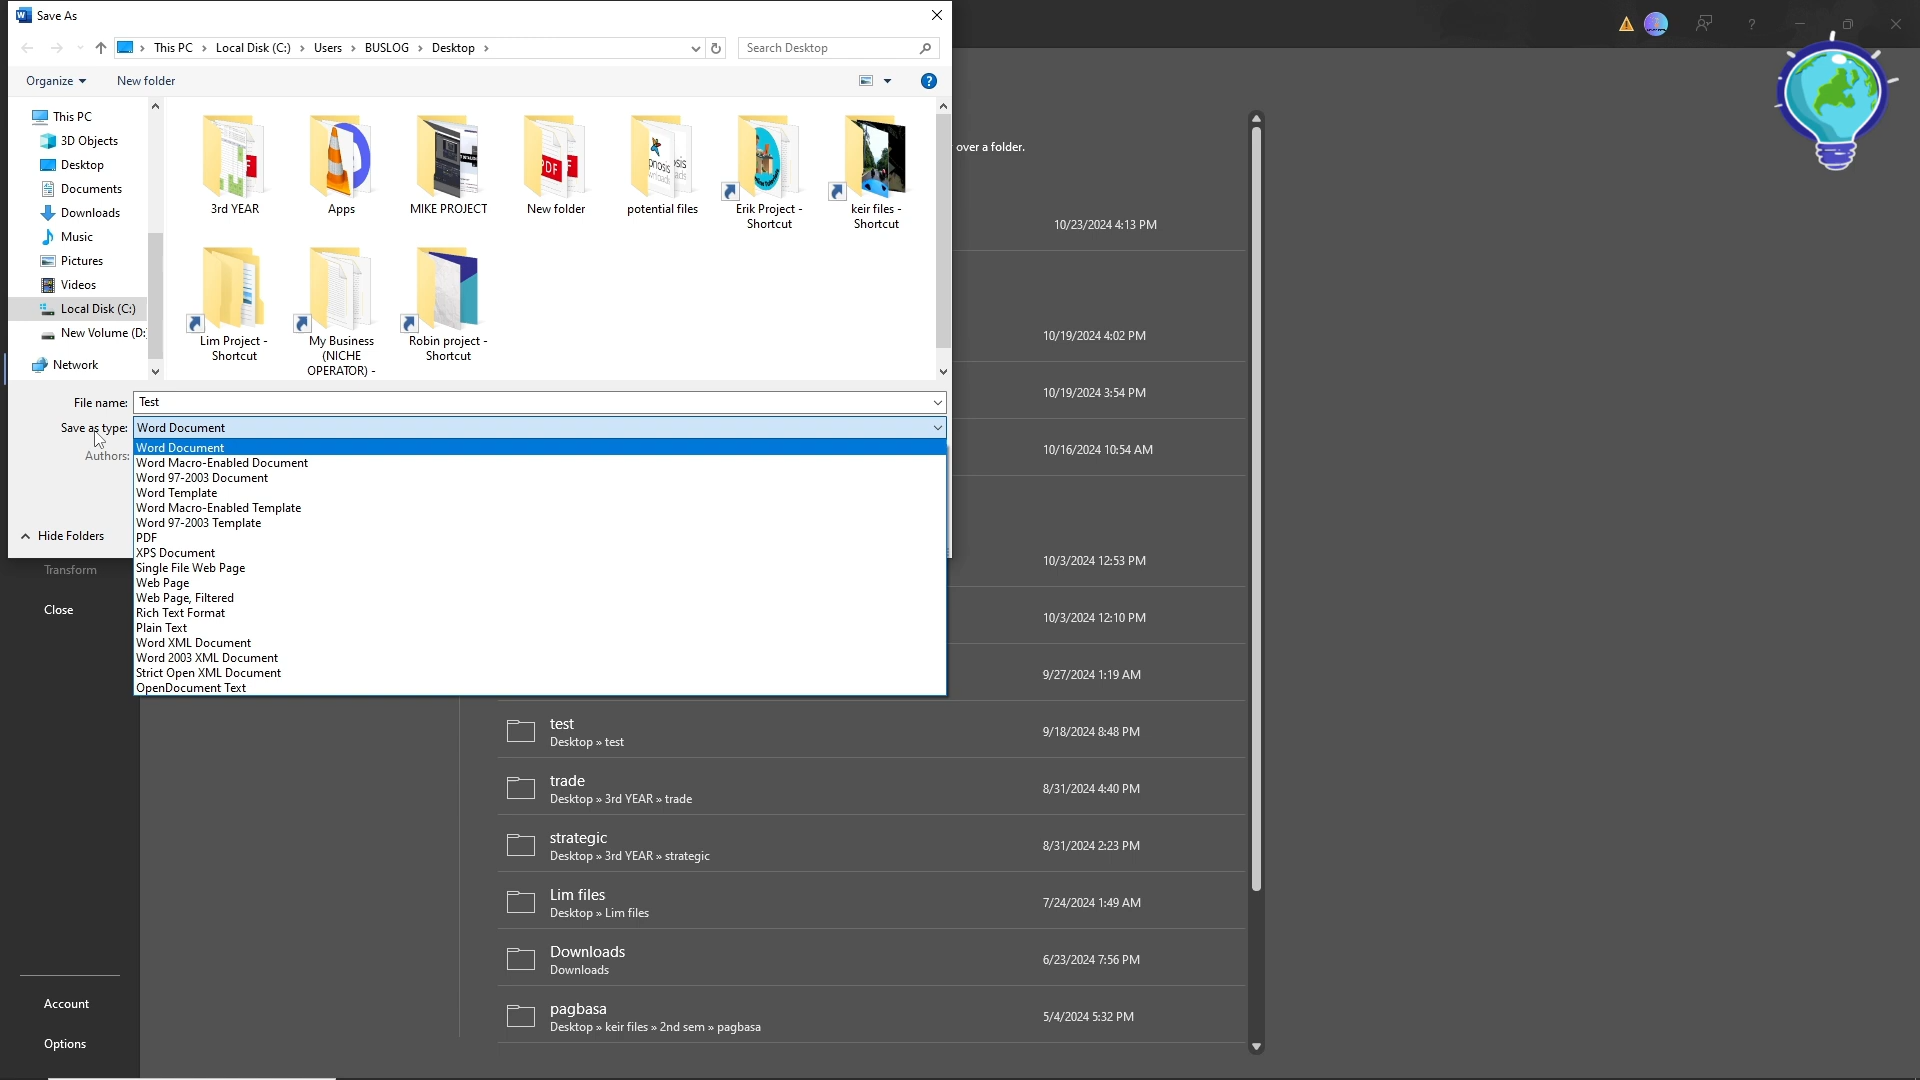 Save As
This PC
Local Disk (C:)
Users
BUSLOG
Desktop
Search Desktop
Organize
New folder
?
?
This PC
3D Objects
Desktop
Documents
Downloads
Music
Pictures
Videos
Local Disk (C:)
New Volume (D:
Network
3rd YEAR
Apps
MIKE PROJECT
New folder
potential files
Erik Project -
Shortcut
keir files -
Shortcut
Lim Project -
Shortcut
My Business
(NICHE
OPERATOR) -
Robin project -
Shortcut
PDF
over a folder.
File name: Test
Save as type: Word Document
Authors:
Word Document
Word Macro-Enabled Document
Word 97-2003 Document
Word Template
Word Macro-Enabled Template
Word 97-2003 Template
PDF
XPS Document
Single File Web Page
Web Page
Web Page, Filtered
Rich Text Format
Plain Text
Word XML Document
Word 2003 XML Document
Strict Open XML Document
OpenDocument Text
Hide Folders
Transform
Close
Account
Options
10/23/2024 4:13 PM
10/19/2024 4:02 PM
10/19/2024 3:54 PM
10/16/2024 10:54 AM
10/3/2024 12:53 PM
10/3/2024 12:10 PM
9/27/2024 1:19 AM
test
Desktop » test
9/18/2024 8:48 PM
trade
Desktop » 3rd YEAR » trade
8/31/2024 4:40 PM
strategic
Desktop » 3rd YEAR » strategic
8/31/2024 2:23 PM
Lim files
Desktop » Lim files
7/24/2024 1:49 AM
Downloads
Downloads
6/23/2024 7:56 PM
pagbasa
Desktop » keir files » 2nd sem » pagbasa
5/4/2024 5:32 PM